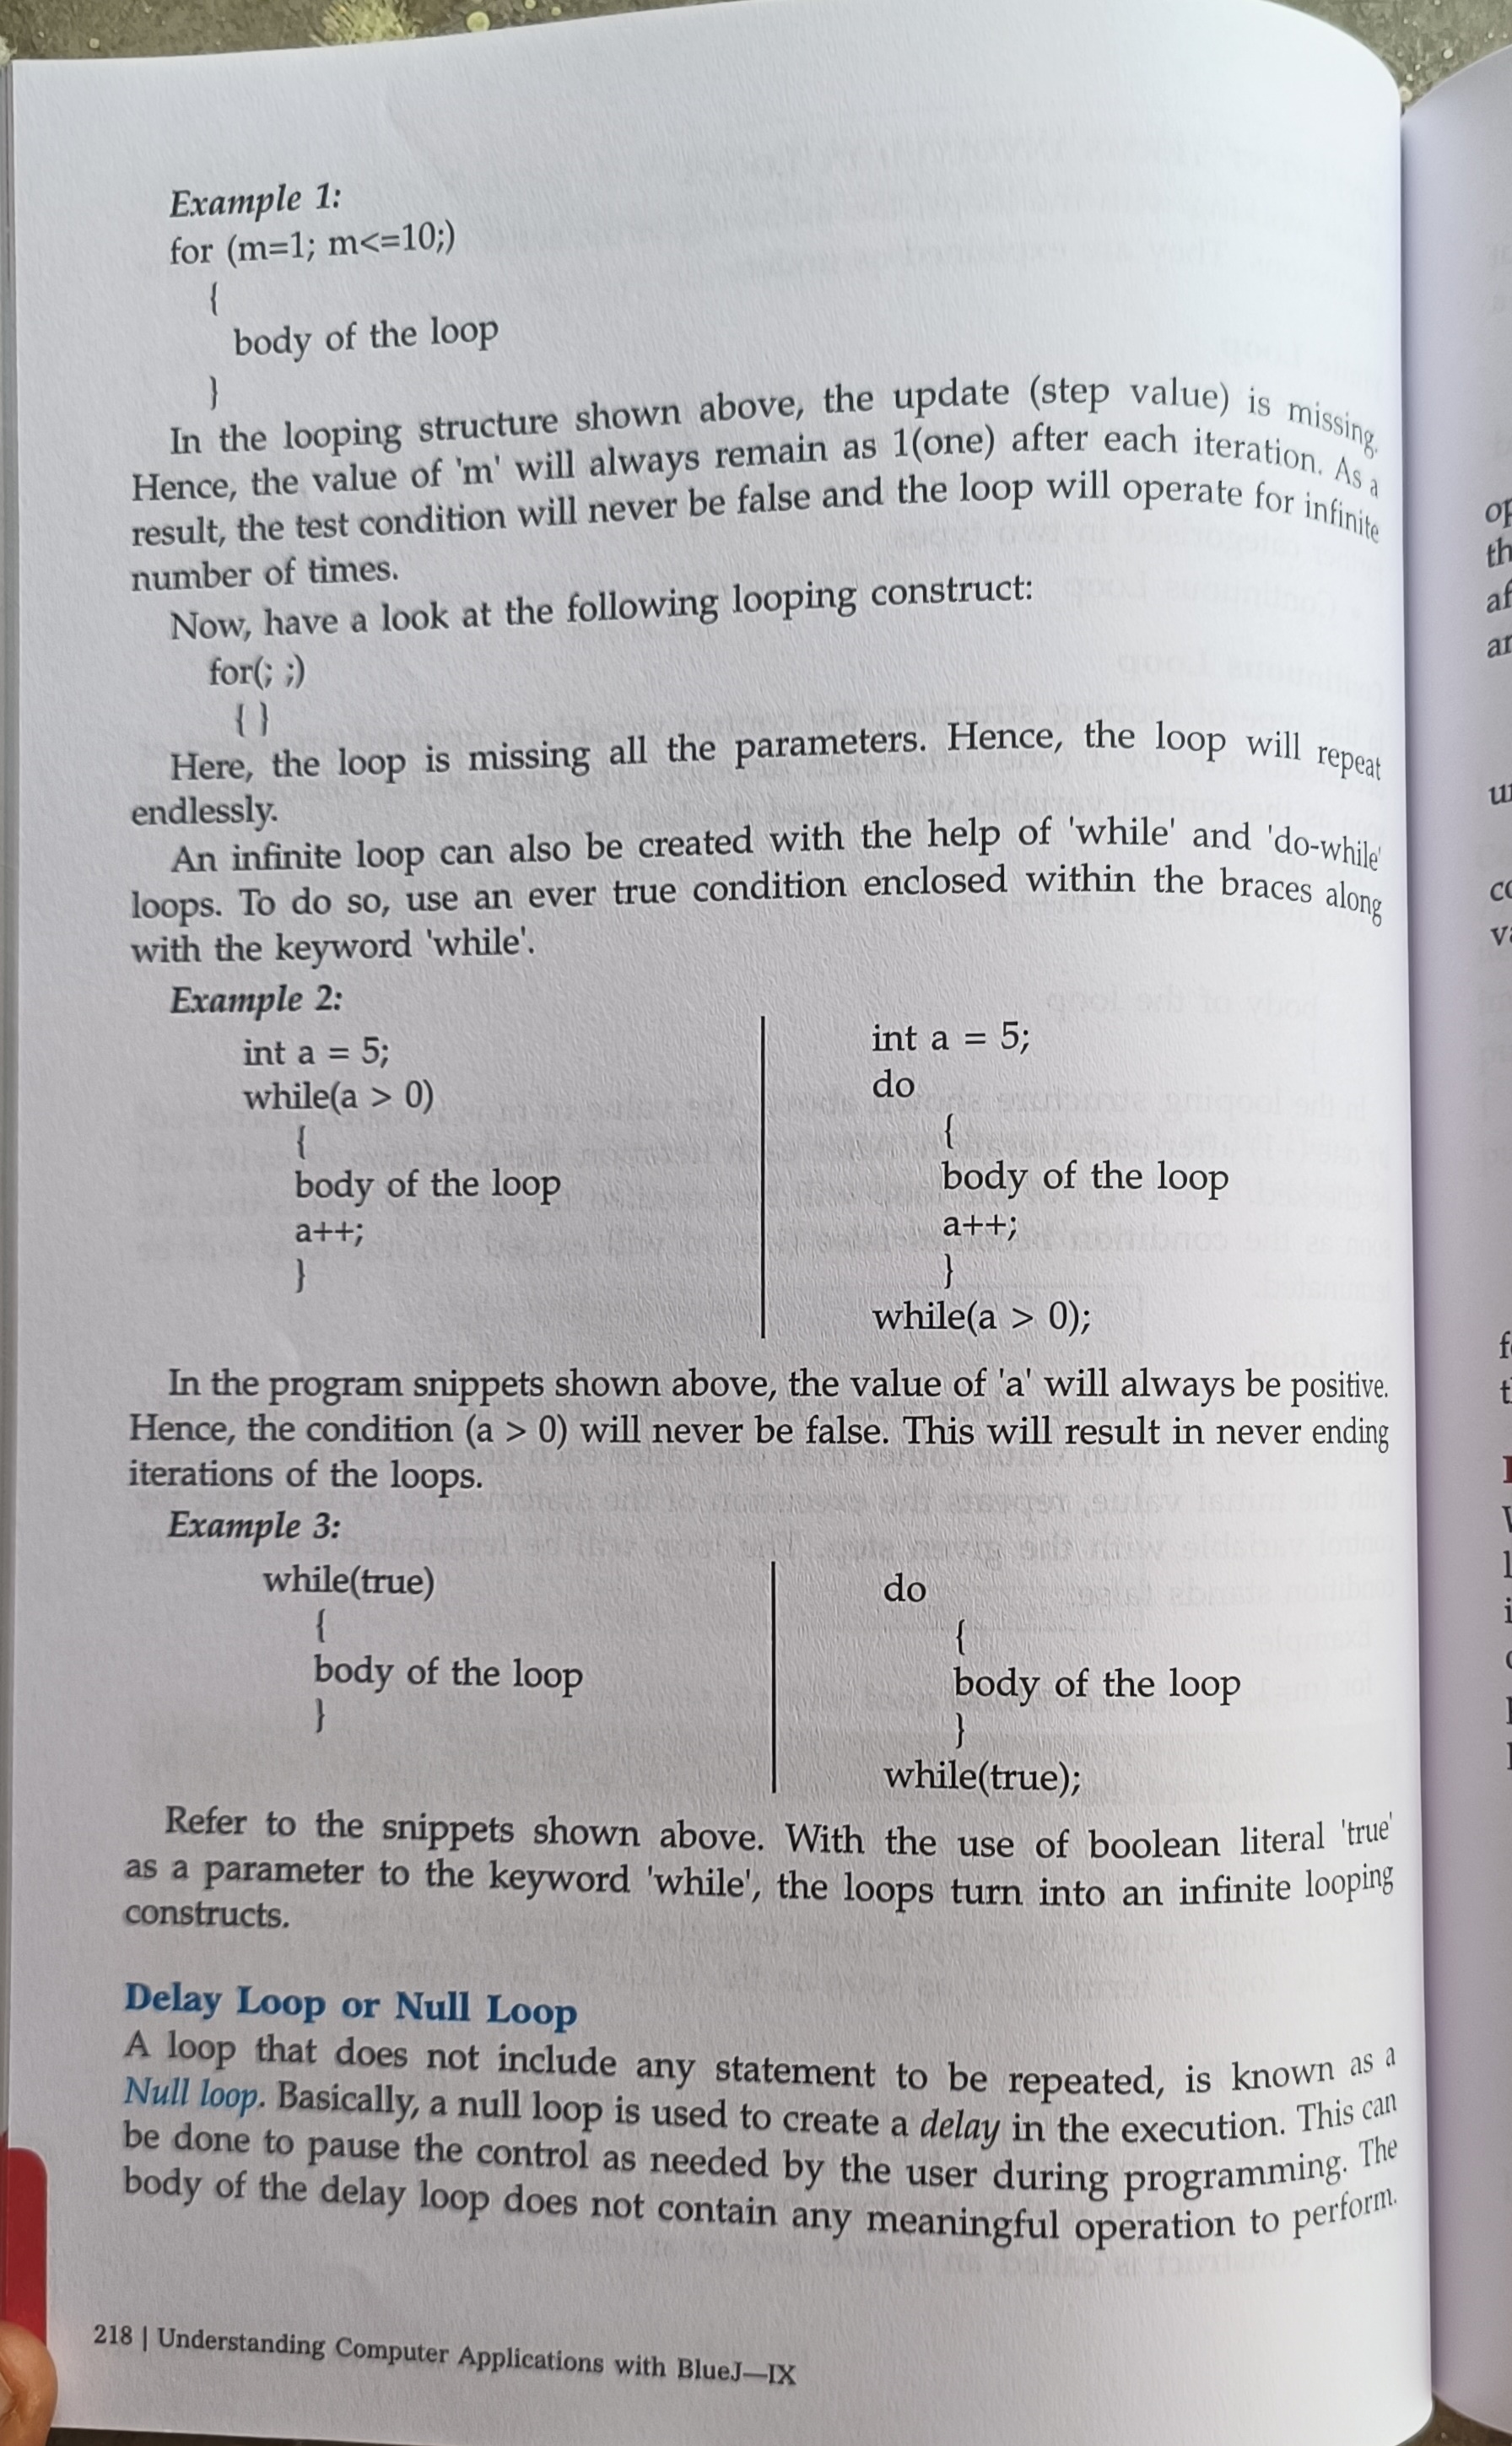 Example 1:
for (m=1; m<=10;)
{
body of the loop
}
In the looping structure shown above, the update (step value) is missing.
Hence, the value of 'm' will always remain as 1(one) after each iteration. As a
result, the test condition will never be false and the loop will operate for infinite
number of times.
Now, have a look at the following looping construct:
for(; ;)
{ }
Here, the loop is missing all the parameters. Hence, the loop will repeat
endlessly.
An infinite loop can also be created with the help of 'while' and 'do-while'
loops. To do so, use an ever true condition enclosed within the braces along
with the keyword 'while'.
Example 2:
int a = 5;
while(a > 0)
{
body of the loop
a++;
}
int a = 5;
do
{
body of the loop
a++;
}
while(a > 0);
In the program snippets shown above, the value of 'a' will always be positive.
Hence, the condition (a > 0) will never be false. This will result in never ending
iterations of the loops.
Example 3:
while(true)
{
body of the loop
}
do
{
body of the loop
}
while(true);
Refer to the snippets shown above. With the use of boolean literal 'true'
as a parameter to the keyword 'while', the loops turn into an infinite looping
constructs.
Delay Loop or Null Loop
A loop that does not include any statement to be repeated, is known as a
Null loop. Basically, a null loop is used to create a delay in the execution. This can
be done to pause the control as needed by the user during programming. The
body of the delay loop does not contain any meaningful operation to perform.
218 | Understanding Computer Applications with BlueJ—IX